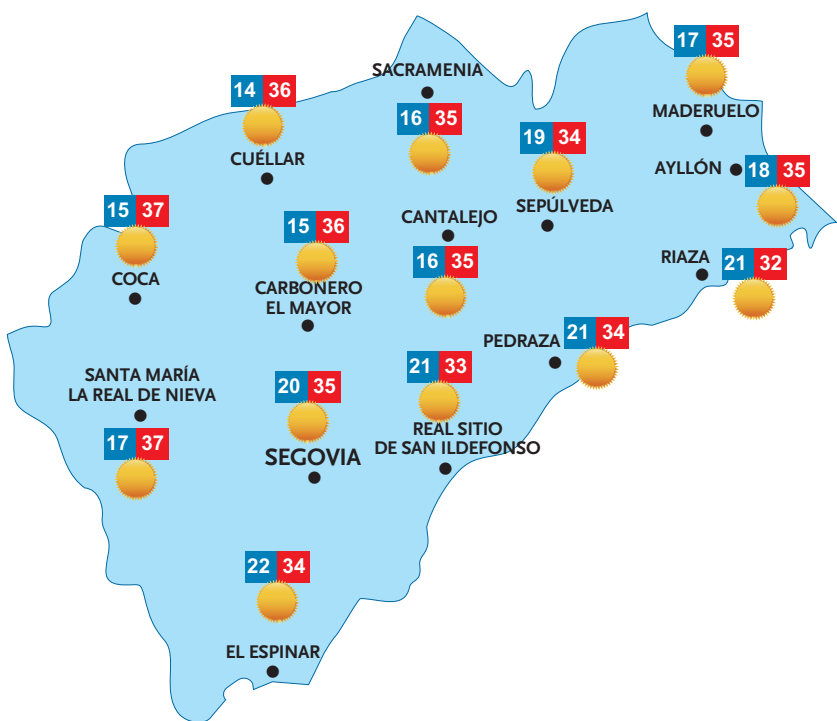 17 35
SACRAMENIA
14 36
MADERUELO
16 35
19 34
CUÉLLAR
AYLLÓN
18 35
15 37
CANTALEJO
SEPÚLVEDA
15 36
COCA
16 35
RIAZA
21 32
CARBONERO
EL MAYOR
PEDRAZA
21 34
SANTA MARÍA
LA REAL DE NIEVA
20 35
21 33
17 37
SEGOVIA
REAL SITIO
DE SAN ILDEFONSO
22 34
EL ESPINAR